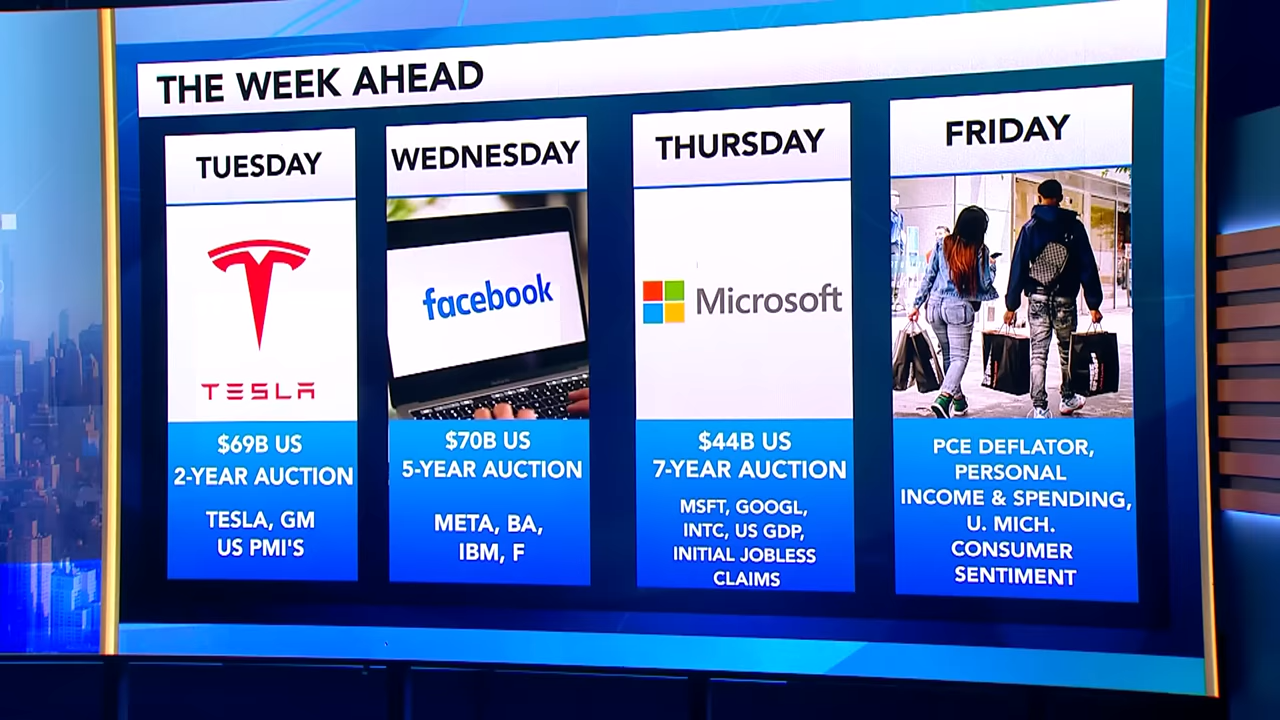 THE WEEK AHEAD
TUESDAY
TESLA
$69B US
2-YEAR AUCTION
TESLA, GM
US PMI'S
WEDNESDAY
facebook
$70B US
5-YEAR AUCTION
META, BA,
IBM, F
THURSDAY
Microsoft
$44B US
7-YEAR AUCTION
MSFT, GOOGL,
INTC, US GDP,
INITIAL JOBLESS
CLAIMS
FRIDAY
PCE DEFLATOR,
PERSONAL
INCOME & SPENDING,
U. MICH.
CONSUMER
SENTIMENT